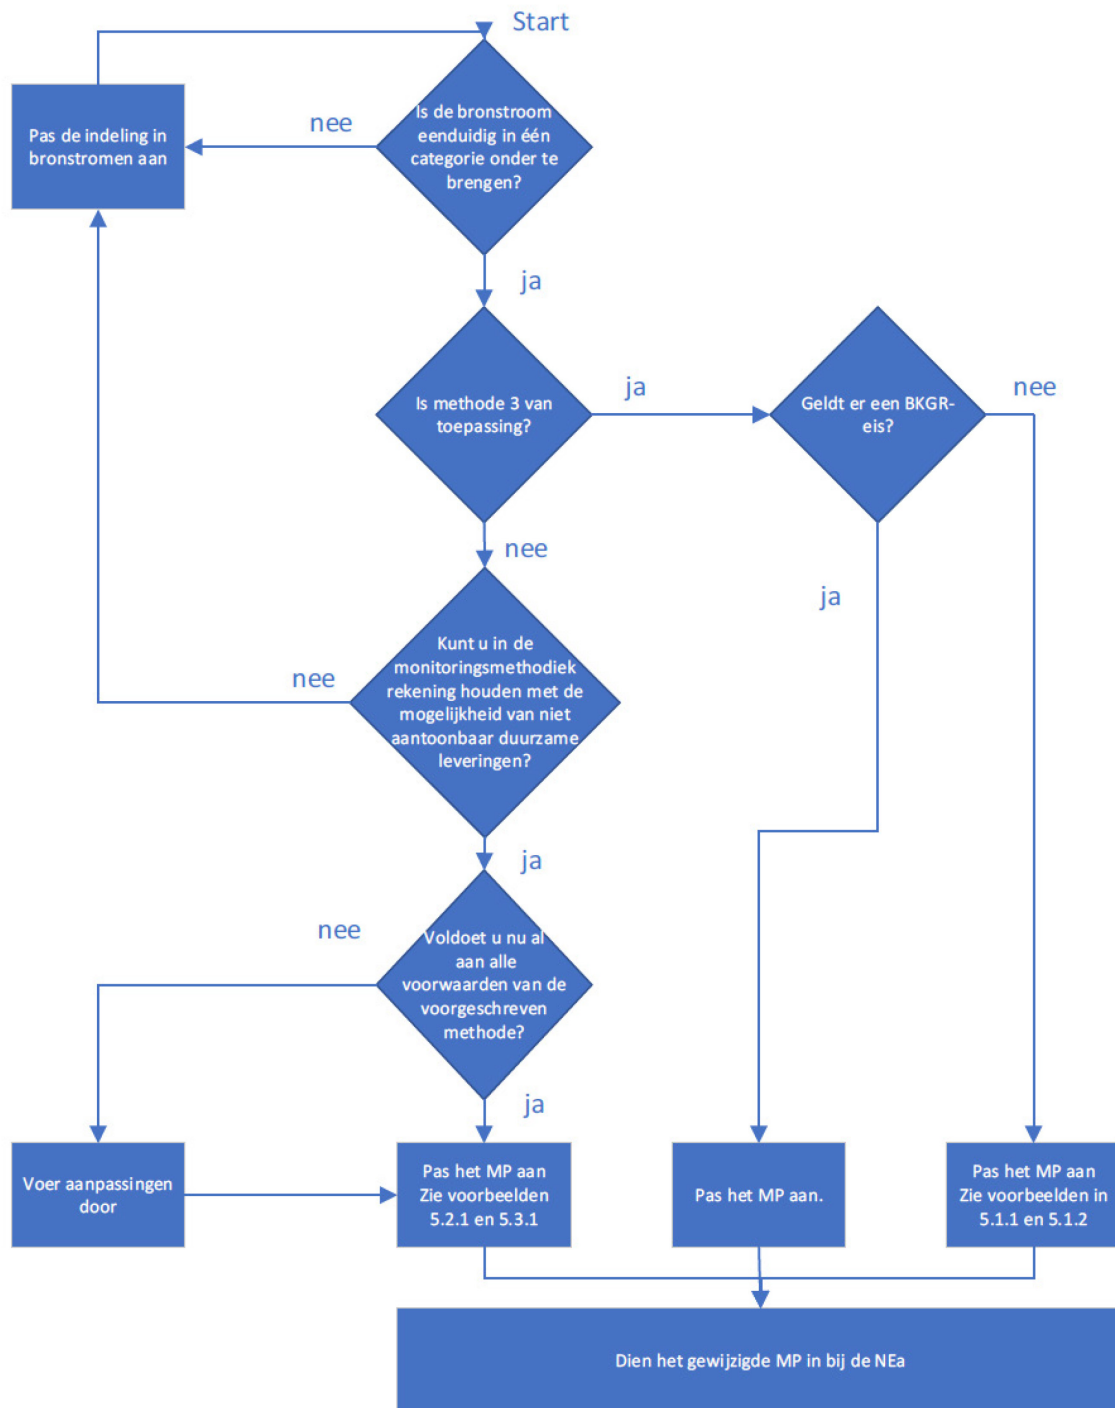 Start
Is de bronstroom
eenduidig in één
categorie onder te
brengen?
nee
Pas de indeling in
bronstromen aan
ja
Is methode 3 van
toepassing?
ja
Geldt er een BKGR-
eis?
nee
nee
ja
Kunt u in de
monitoringsmethodiek
rekening houden met de
mogelijkheid van niet
aantoonbaar duurzame
leveringen?
nee
ja
Voldoet u nu al
aan alle
voorwaarden van de
voorgeschreven
methode?
nee
ja
Voer aanpassingen
door
Pas het MP aan
Zie voorbeelden
5.2.1 en 5.3.1
Pas het MP aan.
Pas het MP aan
Zie voorbeelden in
5.1.1 en 5.1.2
Dien het gewijzigde MP in bij de NEa